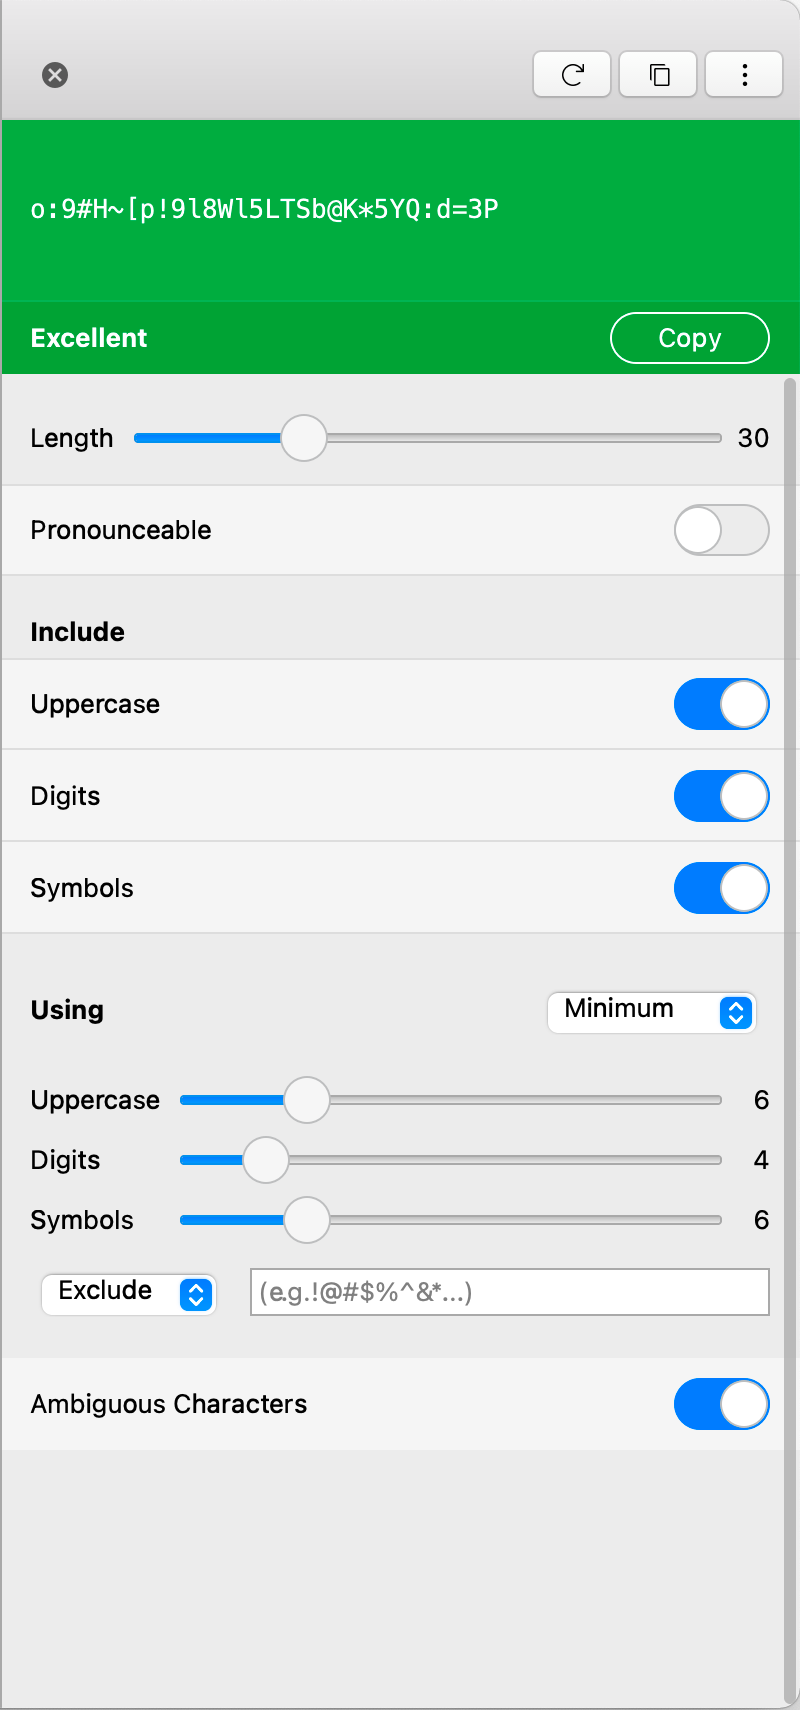 o:9#H~[p!9l8Wl5LTSb@K*5YQ:d=3P
Excellent
Copy
Length 30
Pronounceable
Include
Uppercase
Digits
Symbols
Using Minimum
Uppercase 6
Digits 4
Symbols 6
Exclude (e.g.!@#$%^&*...)
Ambiguous Characters